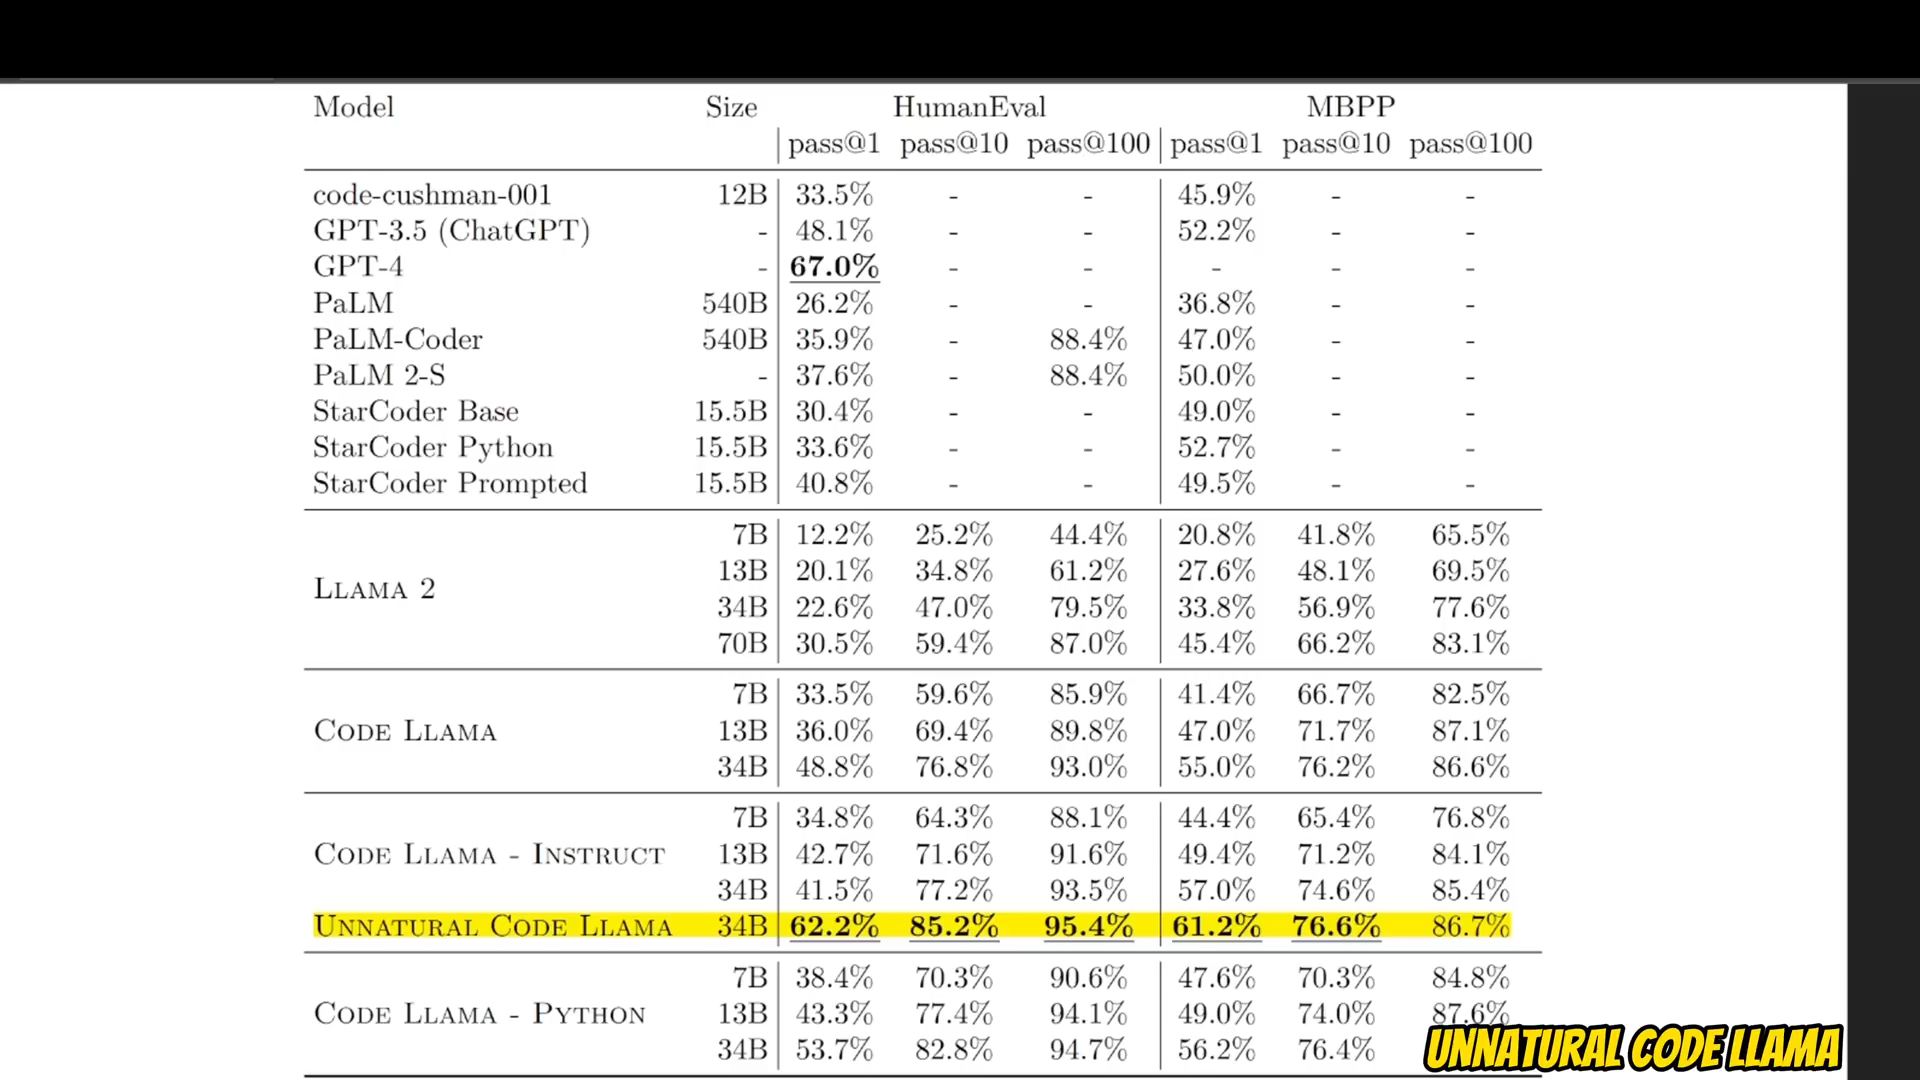 Model Size HumanEval MBPP
pass@1 pass@10 pass@100 pass@1 pass@10 pass@100
code-cushman-001 12B 33.5% - - 45.9% - -
GPT-3.5 (ChatGPT) - 48.1% - - 52.2% - -
GPT-4 - 67.0% - - - - -
PaLM 540B 26.2% - - 36.8% - -
PaLM-Coder 540B 35.9% - 88.4% 47.0% - -
PaLM 2-S - 37.6% - 88.4% 50.0% - -
StarCoder Base 15.5B 30.4% - - 49.0% - -
StarCoder Python 15.5B 33.6% - - 52.7% - -
StarCoder Prompted 15.5B 40.8% - - 49.5% - -
LLAMA 2
7B 12.2% 25.2% 44.4% 20.8% 41.8% 65.5%
13B 20.1% 34.8% 61.2% 27.6% 48.1% 69.5%
34B 22.6% 47.0% 79.5% 33.8% 56.9% 77.6%
70B 30.5% 59.4% 87.0% 45.4% 66.2% 83.1%
CODE LLAMA
7B 33.5% 59.6% 85.9% 41.4% 66.7% 82.5%
13B 36.0% 69.4% 89.8% 47.0% 71.7% 87.1%
34B 48.8% 76.8% 93.0% 55.0% 76.2% 86.6%
CODE LLAMA - INSTRUCT
7B 34.8% 64.3% 88.1% 44.4% 65.4% 76.8%
13B 42.7% 71.6% 91.6% 49.4% 71.2% 84.1%
34B 41.5% 77.2% 93.5% 57.0% 74.6% 85.4%
UNNATURAL CODE LLAMA 34B 62.2% 85.2% 95.4% 61.2% 76.6% 86.7%
CODE LLAMA - PYTHON
7B 38.4% 70.3% 90.6% 47.6% 70.3% 84.8%
13B 43.3% 77.4% 94.1% 49.0% 74.0% 87.6%
34B 53.7% 82.8% 94.7% 56.2% 76.4%
UNNATURAL CODE LLAMA